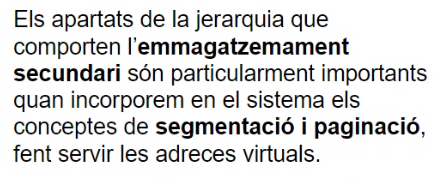 Els apartats de la jerarquia que
comporten l’emmagatzemament
secundari són particularment importants
quan incorporem en el sistema els
conceptes de segmentació i paginació,
fent servir les adreces virtuals.